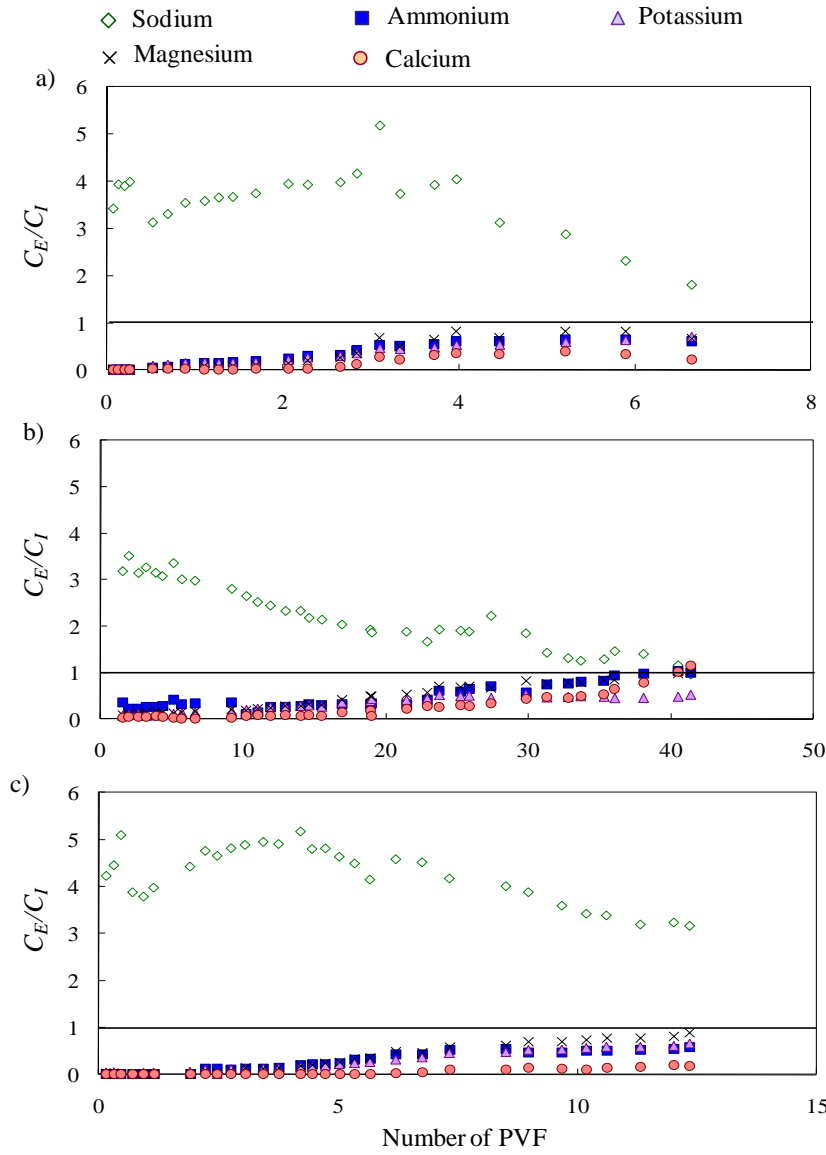 Sodium Ammonium Potassium
Magnesium Calcium
a)
6
5
4
3
2
1
0
C_E/C_I
0 2 4 6 8
b)
6
5
4
3
2
1
0
C_E/C_I
0 10 20 30 40 50
c)
6
5
4
3
2
1
0
C_E/C_I
0 5 10 15
Number of PVF